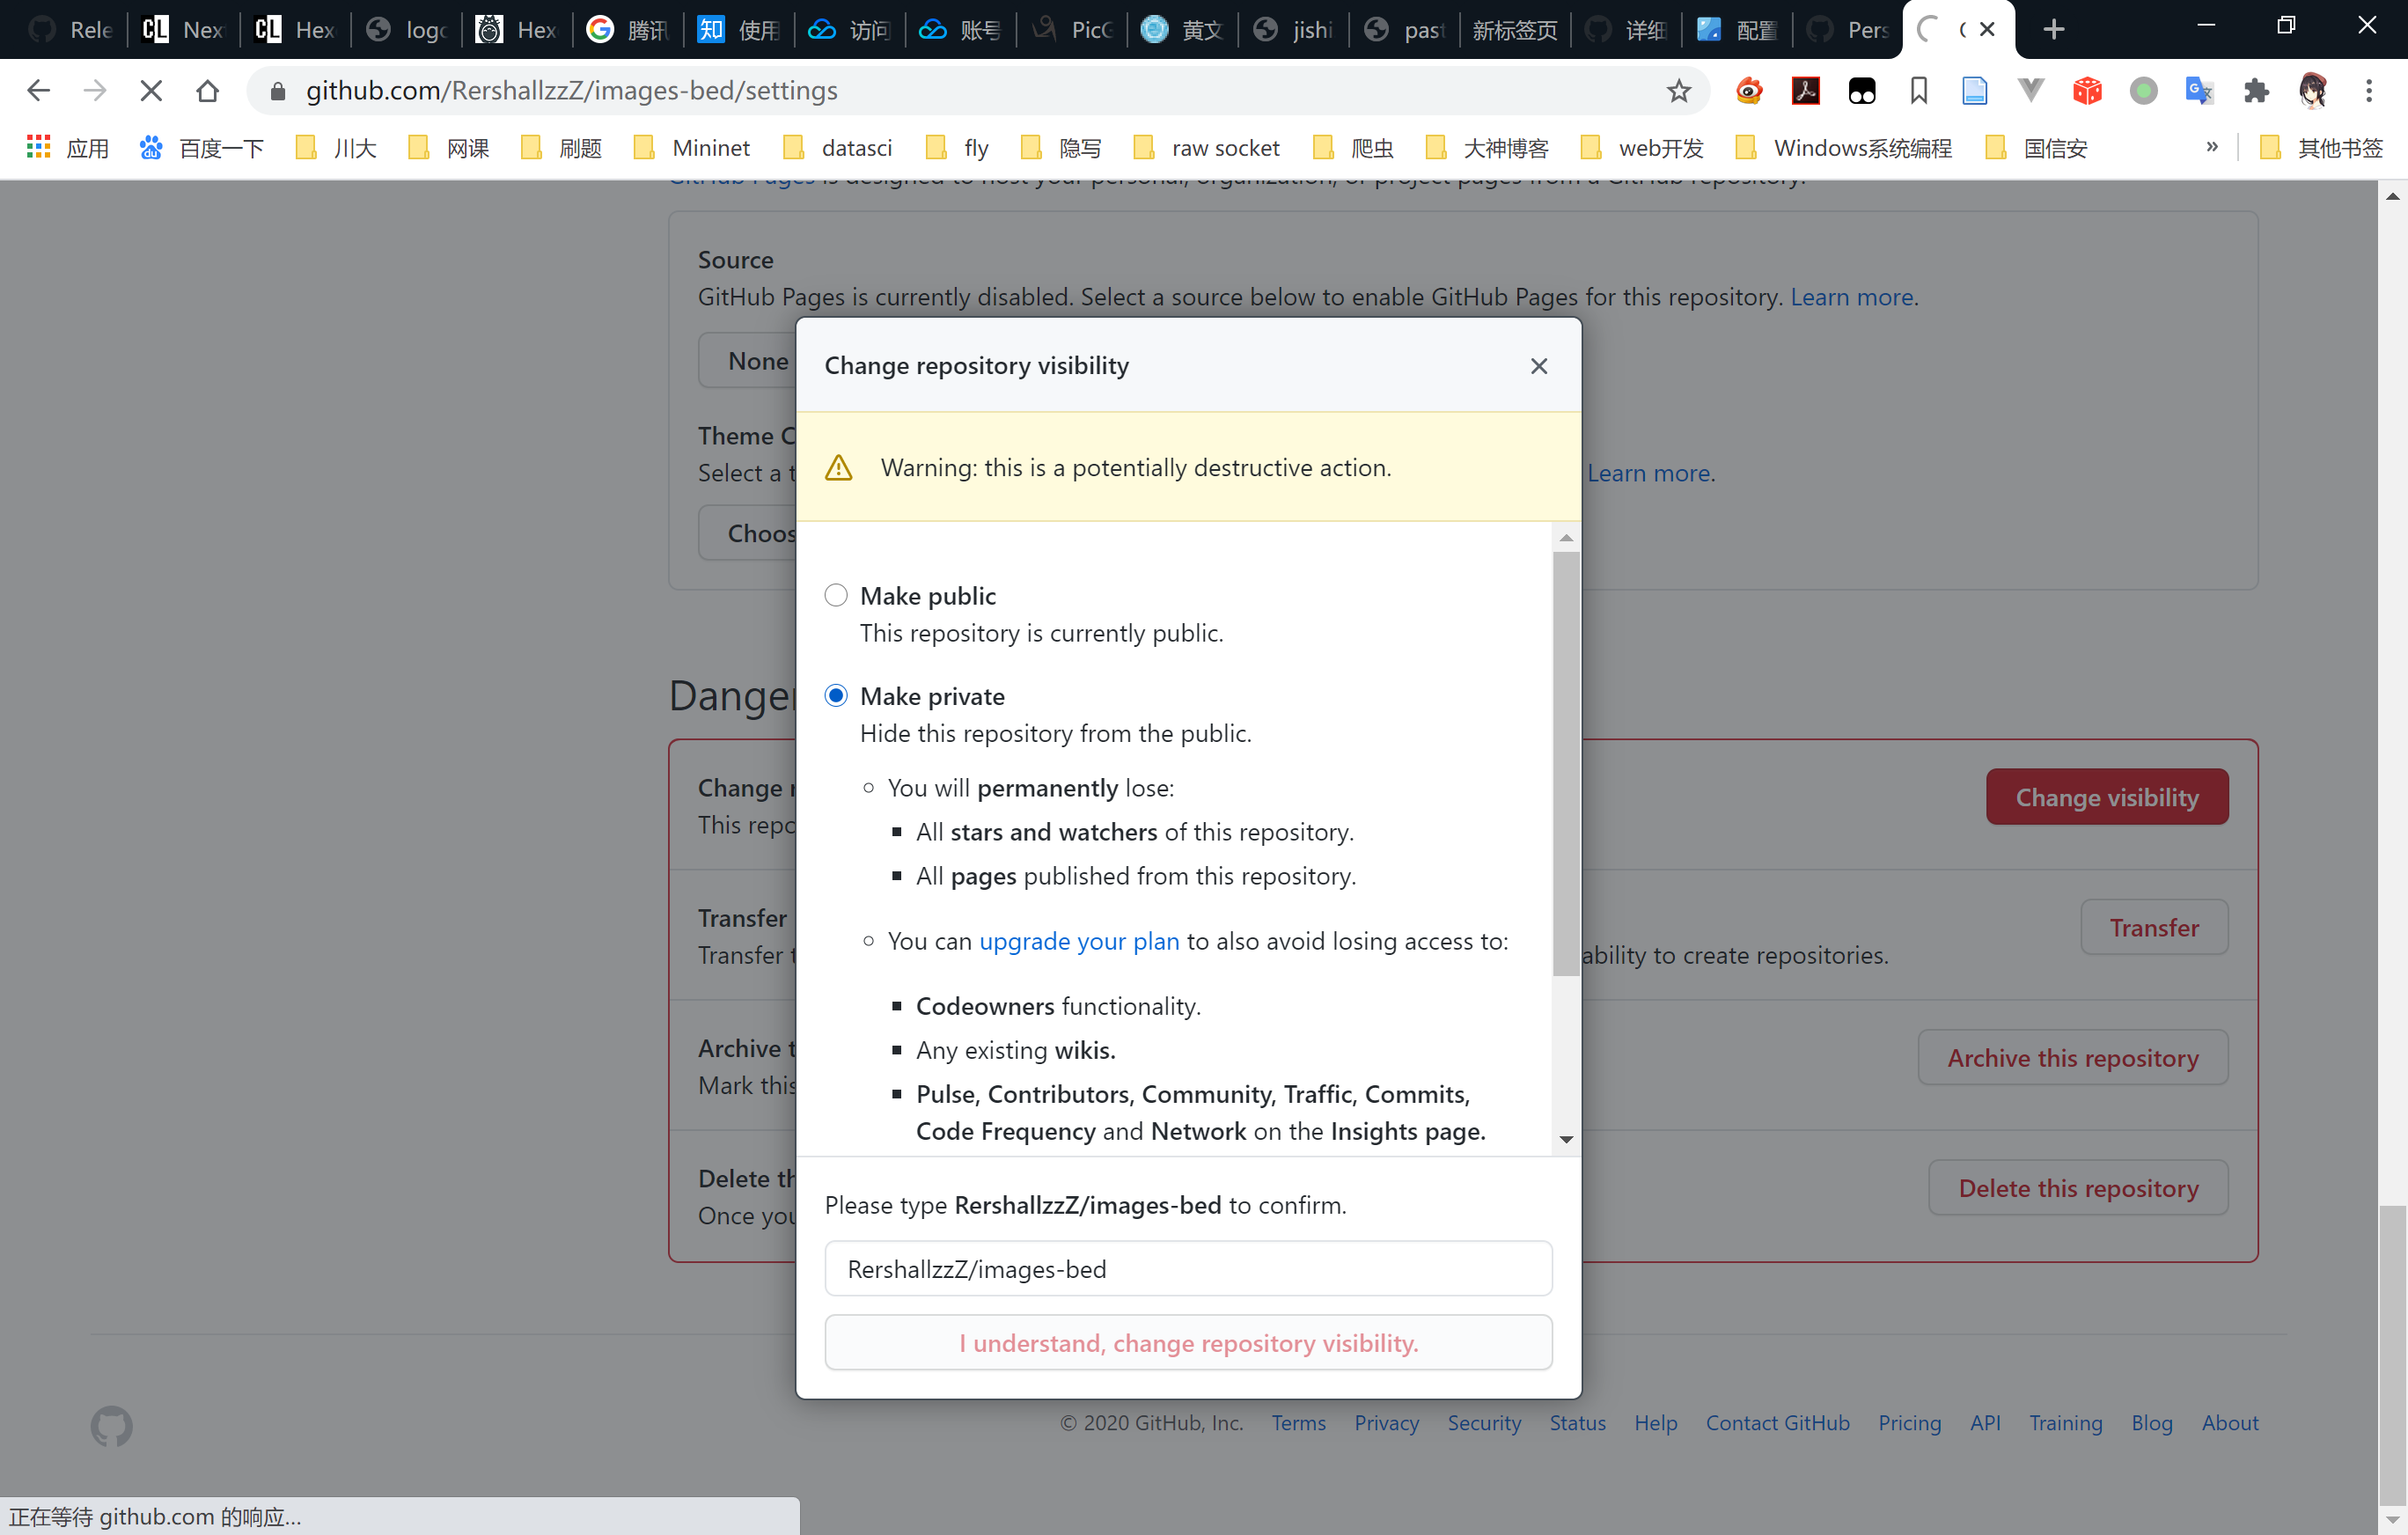 Rele
Nex
Hex
logo
Hex
腾讯
使用
访问
账号
PicG
黄文
jishi
past
新标签页
详细
配置
Pers
github.com/RershallzzZ/images-bed/settings
应用
百度一下
川大
网课
刷题
Mininet
datasci
fly
隐写
raw socket
爬虫
大神博客
web开发
Windows系统编程
国信安
»
其他书签
GitHub Pages is designed to host your personal, organization, or project pages from a GitHub repository.
Source
GitHub Pages is currently disabled. Select a source below to enable GitHub Pages for this repository. Learn more.
None
Theme C
Select a t
Learn more.
Choos
Change repository visibility
Warning: this is a potentially destructive action.
Make public
This repository is currently public.
Make private
Hide this repository from the public.
You will permanently lose:
All stars and watchers of this repository.
All pages published from this repository.
You can upgrade your plan to also avoid losing access to:
Codeowners functionality.
Any existing wikis.
Pulse, Contributors, Community, Traffic, Commits,
Code Frequency and Network on the Insights page.
Please type RershallzzZ/images-bed to confirm.
RershallzzZ/images-bed
I understand, change repository visibility.
Danger
Change r
This repo
Change visibility
Transfer
Transfer t
ability to create repositories.
Transfer
Archive t
Mark this
Archive this repository
Delete th
Once you
Delete this repository
© 2020 GitHub, Inc.
Terms
Privacy
Security
Status
Help
Contact GitHub
Pricing
API
Training
Blog
About
正在等待 github.com 的响应...